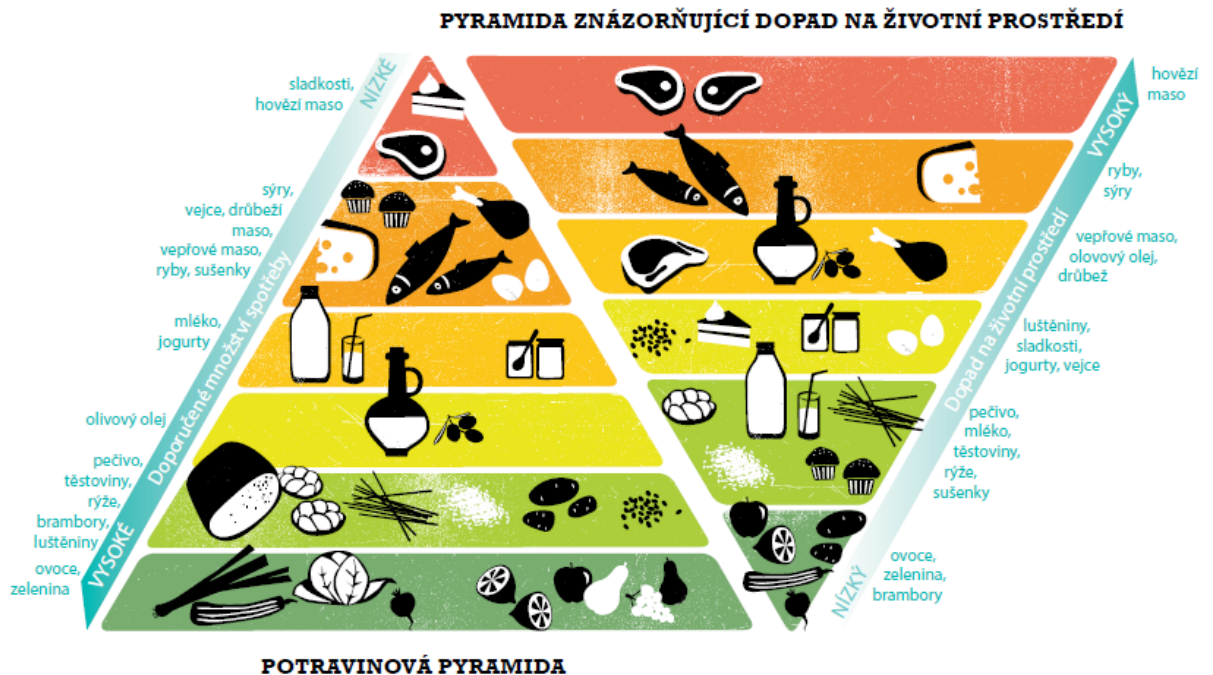 PYRAMIDA ZNÁZORŇUJÍCÍ DOPAD NA ŽIVOTNÍ PROSTŘEDÍ
NÍZKÉ
Doporučené množství spotřeby
VYSOKÉ
sladkosti,
hovězí maso
sýry,
vejce, drůbeží
maso,
vepřové maso,
ryby, sušenky
mléko,
jogurty
olivový olej
pečivo,
těstoviny,
rýže,
brambory,
luštěniny
ovoce,
zelenina
VYSOKÝ
Dopad na životní prostředí
NÍZKÝ
hovězí
maso
ryby,
sýry
vepřové maso,
olovový olej,
drůbež
luštěniny,
sladkosti,
jogurty, vejce
pečivo,
mléko,
těstoviny,
rýže,
sušenky
ovoce,
zelenina,
brambory
POTRAVINOVÁ PYRAMIDA